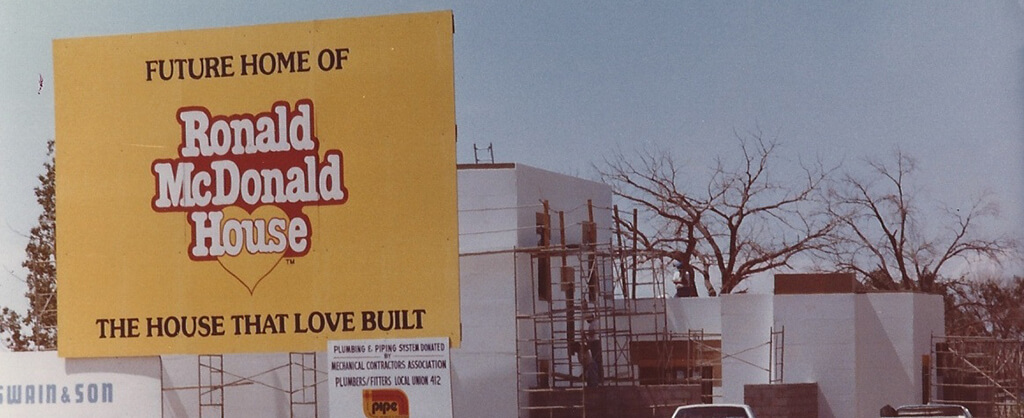 FUTURE HOME OF
Ronald
McDonald
House
TM
THE HOUSE THAT LOVE BUILT
PLUMBING & PIPING SYSTEM DONATED
BY
MECHANICAL CONTRACTORS ASSOCIATION
PLUMBERS/FITTERS LOCAL UNION 412
pipe
SWAIN & SON